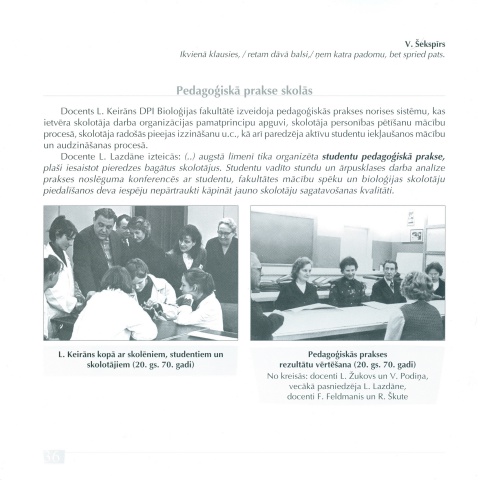 V. Šekspīrs
Ikvienā klausies, / retam dāvā balsi,/ ņem katra padomu, bet spried pats.
Pedagoģiskā prakse skolās
Docents L. Keirāns DPI Bioloģijas fakultātē izveidoja pedagoģiskās prakses norises sistēmu, kas
ietvēra skolotāja darba organizācijas pamatprincipu apguvi, skolotāja personības pētīšanu mācību
procesā, skolotāja radošās pieejas izzināšanu u.c., kā arī paredzēja aktīvu studentu iekļaušanos mācību
un audzināšanas procesā.
Docente L. Lazdāne izteicās: (..) augstā līmenī tika organizēta studentu pedagoģiskā prakse,
plaši iesaistot pieredzes bagātus skolotājus. Studentu vadīto stundu un ārpusklases darba analīze
prakses noslēguma konferencēs ar studentu, fakultātes mācību spēku un bioloģijas skolotāju
piedalīšanos deva iespēju nepārtraukti kāpināt jauno skolotāju sagatavošanas kvalitāti.
L. Keirāns kopā ar skolēniem, studentiem un
skolotājiem (20. gs. 70. gadi)
Pedagoģiskās prakses
rezultātu vērtēšana (20. gs. 70. gadi)
No kreisās: docenti L. Žukovs un V. Podiņa,
vecākā pasniedzēja L. Lazdāne,
docenti F. Feldmanis un R. Škute
36